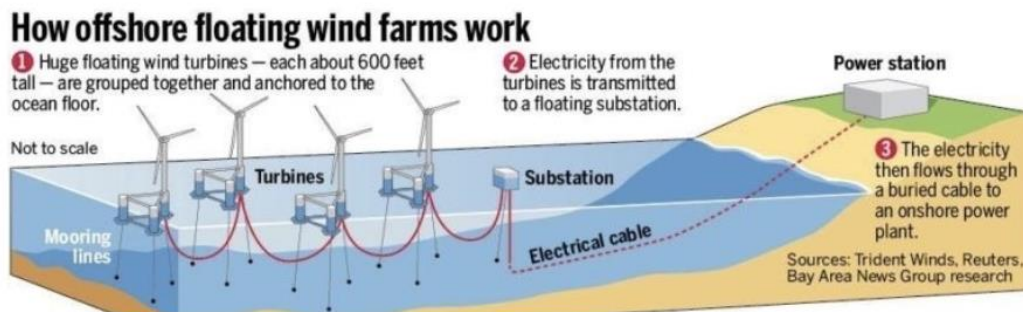 How offshore floating wind farms work
1 Huge floating wind turbines — each about 600 feet
tall — are grouped together and anchored to the
ocean floor.
Not to scale
2 Electricity from the
turbines is transmitted
to a floating substation.
Power station
Turbines
Substation
Mooring
lines
Electrical cable
3 The electricity
then flows through
a buried cable to
an onshore power
plant.
Sources: Trident Winds, Reuters,
Bay Area News Group research